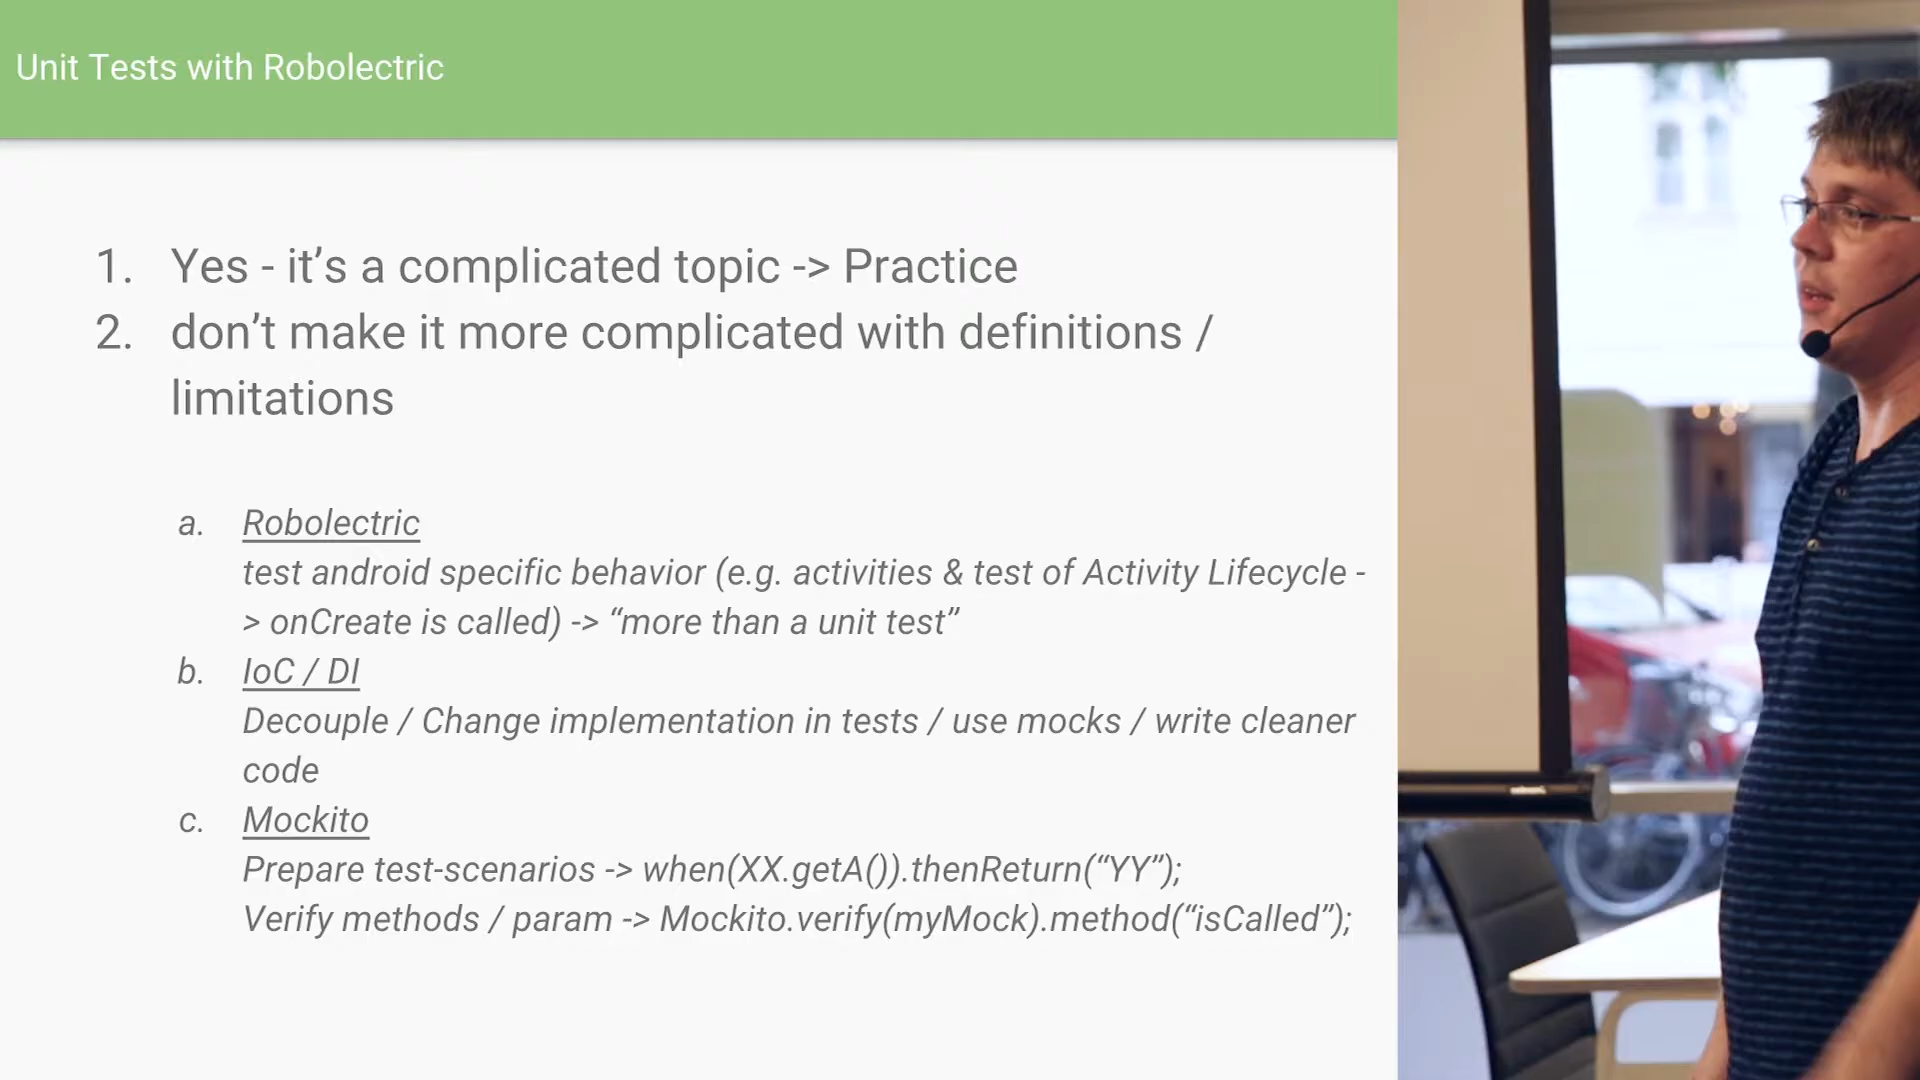 Unit Tests with Robolectric
1. Yes - it’s a complicated topic -> Practice
2. don’t make it more complicated with definitions /
limitations
a. Robolectric
test android specific behavior (e.g. activities & test of Activity Lifecycle -
> onCreate is called) -> “more than a unit test”
b. IoC / DI
Decouple / Change implementation in tests / use mocks / write cleaner
code
c. Mockito
Prepare test-scenarios -> when(XX.getA()).thenReturn(“YY”);
Verify methods / param -> Mockito.verify(myMock).method(“isCalled”);